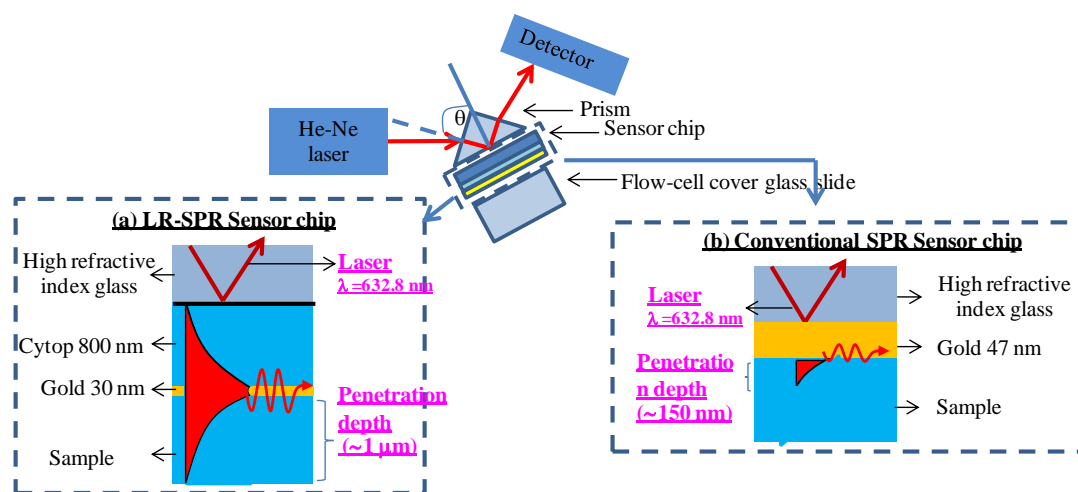 Detector
θ
Prism
Sensor chip
He-Ne
laser
Flow-cell cover glass slide
(a) LR-SPR Sensor chip
High refractive
index glass
Laser
λ =632.8 nm
Cytop 800 nm
Gold 30 nm
Penetration
depth
(~1 μm)
Sample
(b) Conventional SPR Sensor chip
Laser
λ =632.8 nm
High refractive
index glass
Gold 47 nm
Penetratio
n depth
(~150 nm)
Sample